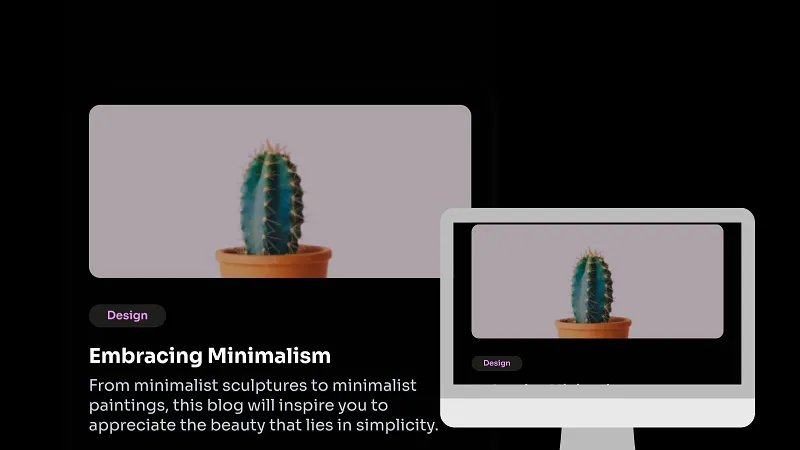 Design
Embracing Minimalism
From minimalist sculptures to minimalist
paintings, this blog will inspire you to
appreciate the beauty that lies in simplicity.
Design